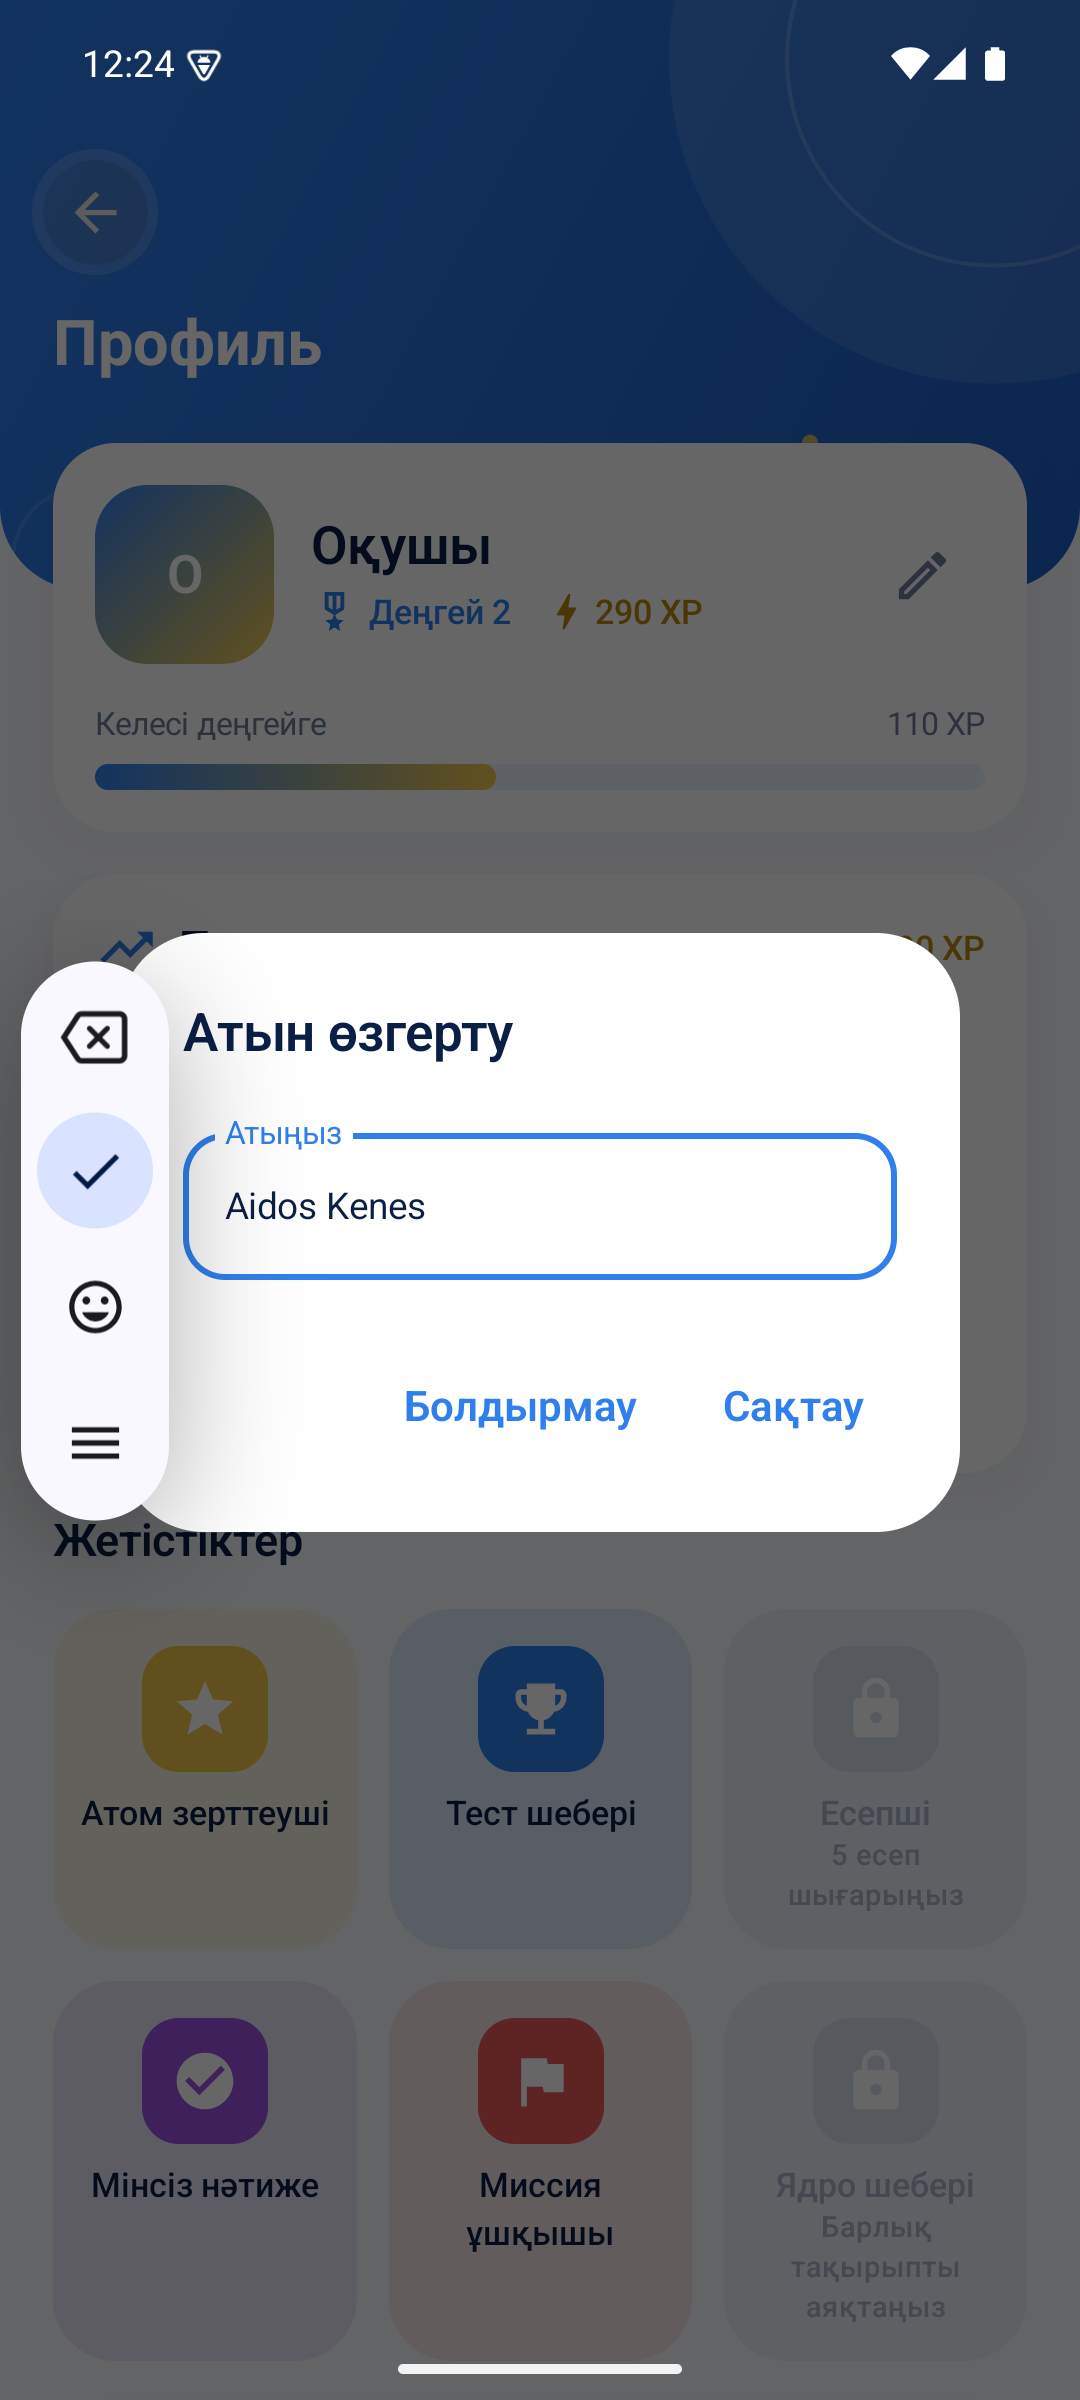 12:24
Профиль
О
Оқушы
Деңгей 2
290 XP
Келесі деңгейге
110 XP
XP
Атын өзгерту
Атыңыз
Aidos Kenes
Болдырмау
Сақтау
Жетістіктер
Атом зерттеуші
Тест шебері
Есепші
5 есеп
шығарыңыз
Мінсіз нәтиже
Миссия
ұшқышы
Ядро шебері
Барлық
тақырыпты
аяқтаңыз